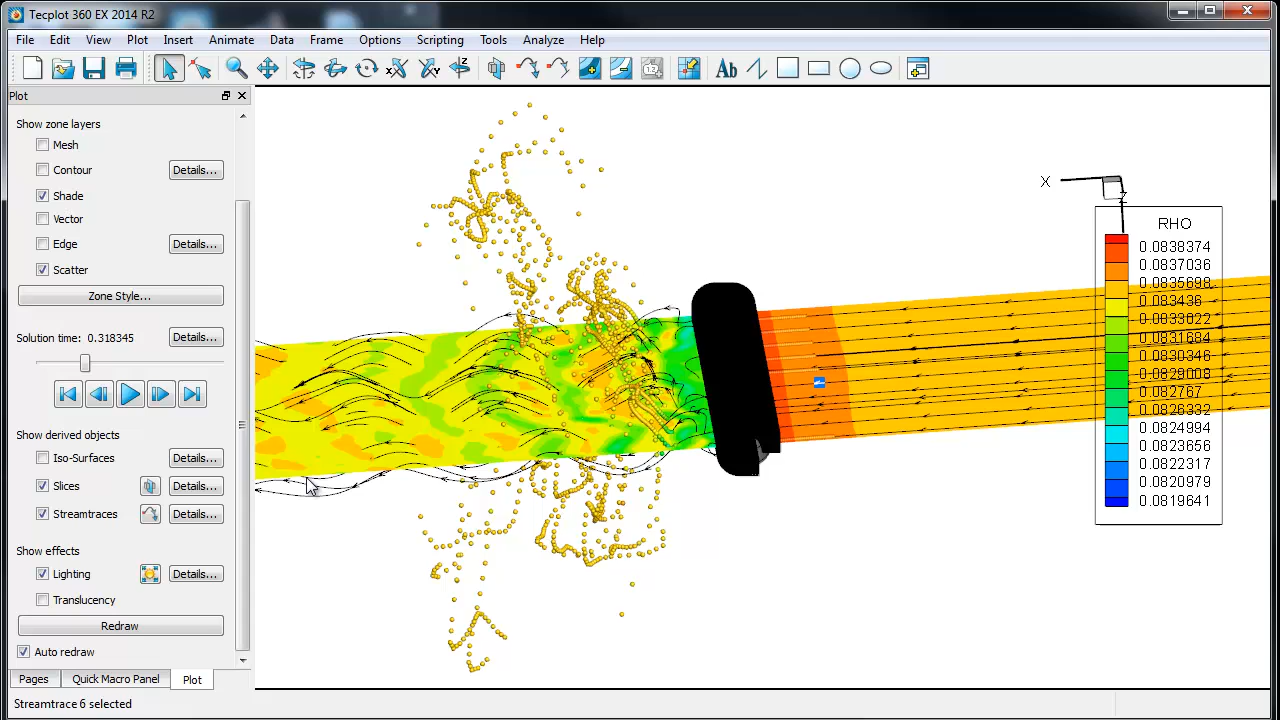 Tecplot 360 EX 2014 R2
File Edit View Plot Insert Animate Data Frame Options Scripting Tools Analyze Help
Plot
Show zone layers
Mesh
Contour Details...
Shade
Vector
Edge Details...
Scatter
Zone Style...
Solution time: 0.318345 Details...
Show derived objects
Iso-Surfaces Details...
Slices Details...
Streamtraces Details...
Show effects
Lighting Details...
Translucency
Redraw
Auto redraw
Pages Quick Macro Panel Plot
Streamtrace 6 selected
Ab
X
Z
RHO
0.0838374
0.0837036
0.0835698
0.083436
0.0833022
0.0831684
0.0830346
0.0829008
0.082767
0.0826332
0.0824994
0.0823656
0.0822317
0.0820979
0.0819641